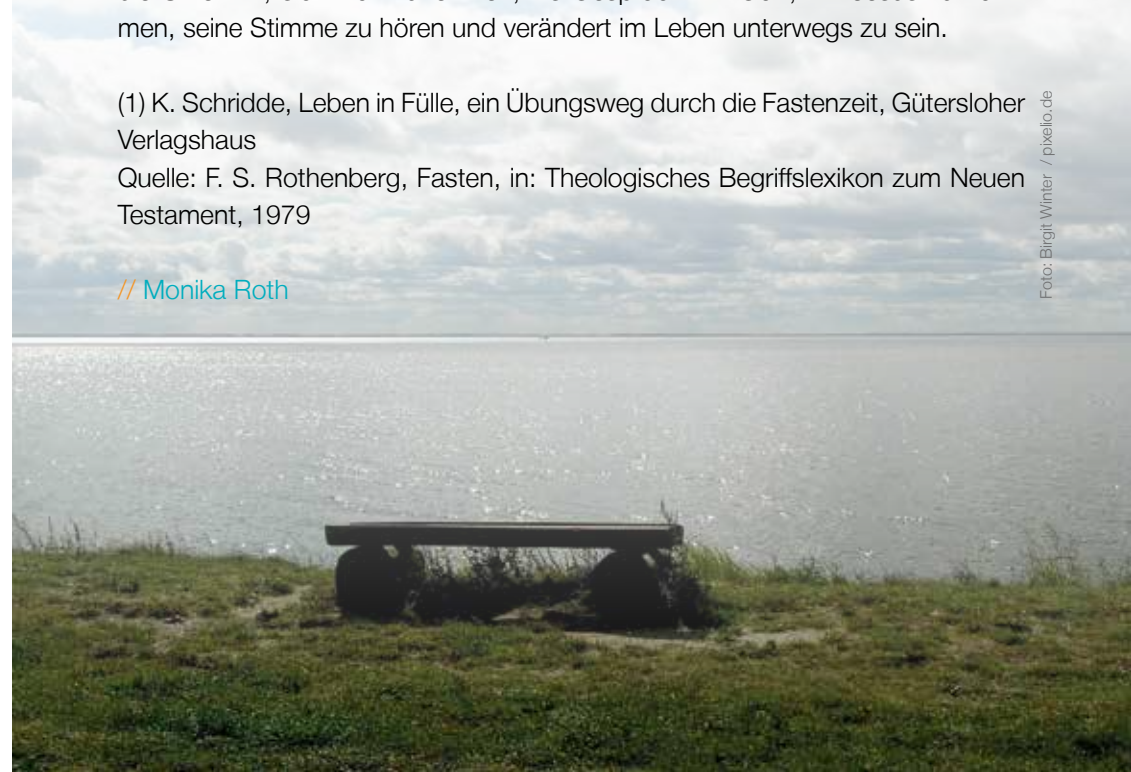 men, seine Stimme zu hören und verändert im Leben unterwegs zu sein.
(1) K. Schridde, Leben in Fülle, ein Übungsweg durch die Fastenzeit, Gütersloher
Verlagshaus
Quelle: F. S. Rothenberg, Fasten, in: Theologisches Begriffslexikon zum Neuen
Testament, 1979
// Monika Roth
Foto: Birgit Winter / pixelio.de